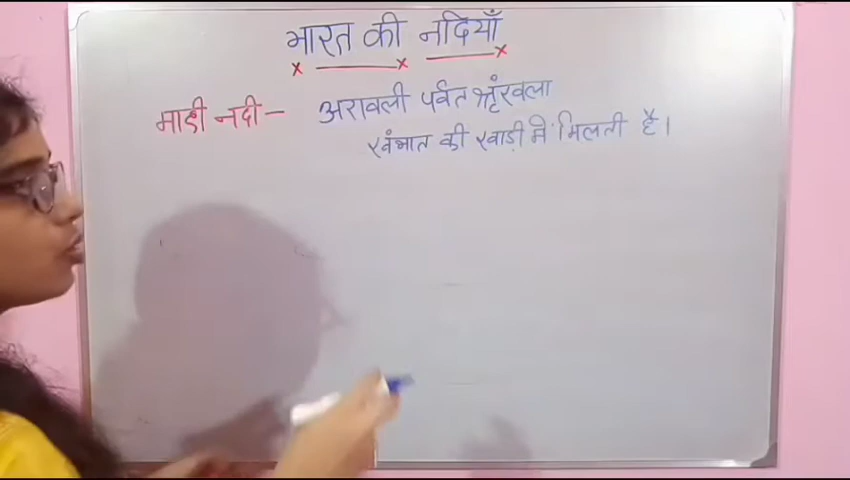 भारत की नदियाँ
माही नदी — अरावली पर्वत श्रृंखला
खंभात की खाड़ी में मिलती है।